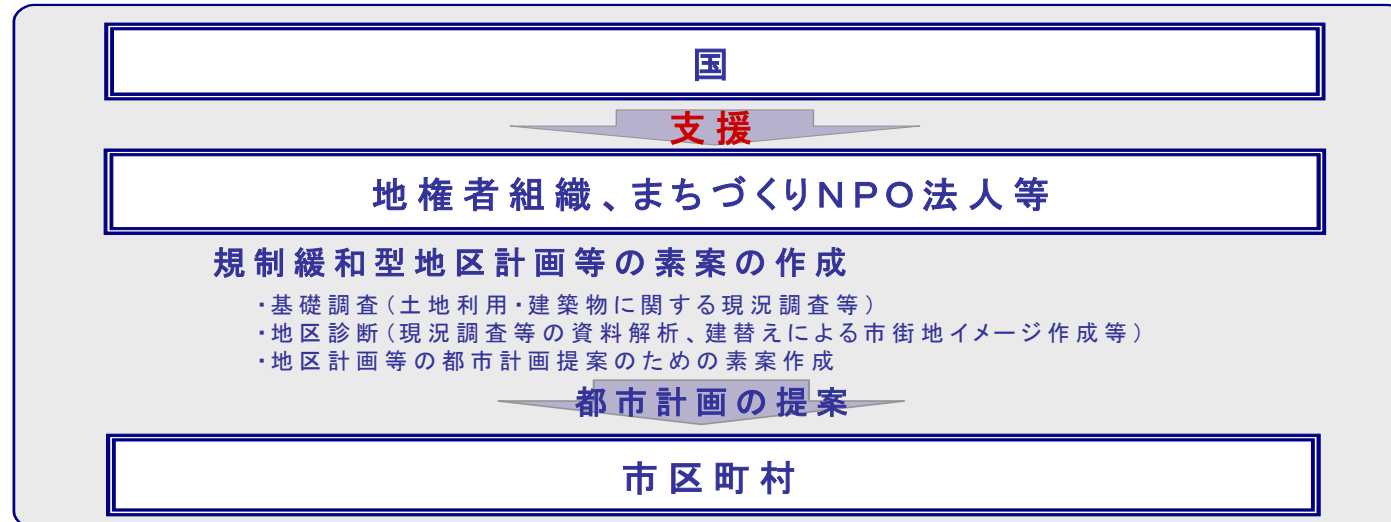 国
支援
地権者組織、まちづくりNPO法人等
規制緩和型地区計画等の素案の作成
・基礎調査(土地利用・建築物に関する現況調査等)
・地区診断(現況調査等の資料解析、建替えによる市街地イメージ作成等)
・地区計画等の都市計画提案のための素案作成
都市計画の提案
市区町村